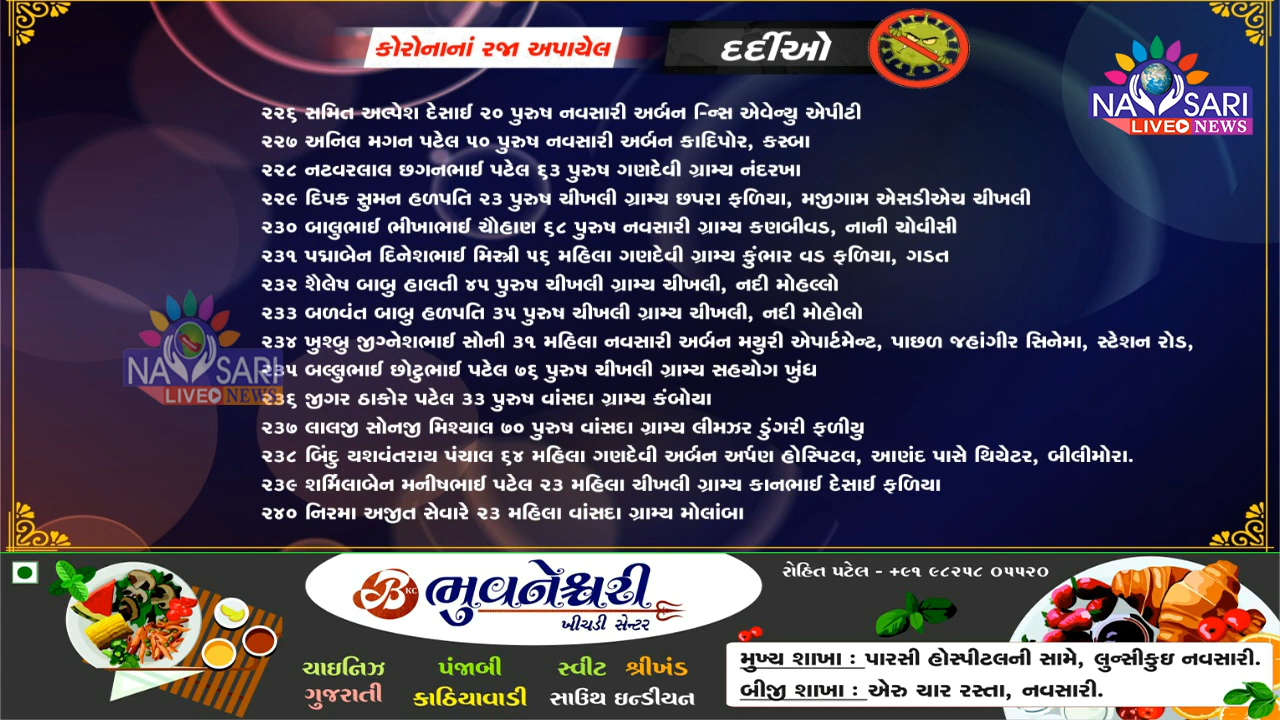 કોરોનાનાં રજા અપાયેલ દર્દીઓ
NAVSARI
LIVE NEWS
૨૨૬ સમિત અલ્પેશ દેસાઈ ૨૦ પુરુષ નવસારી અર્બન ન્સિ એવેન્યુ એપીટી
૨૨૭ અનિલ મગન પટેલ ૫૦ પુરુષ નવસારી અર્બન કાદિપોર, કસ્બા
૨૨૮ નટવરલાલ છગનભાઈ પટેલ ૬૩ પુરુષ ગણદેવી ગ્રામ્ય નંદરખા
૨૨૯ દિપક સુમન હળપતિ ૨૩ પુરુષ ચીખલી ગ્રામ્ય છપરા ફળિયા, મજીગામ એસડીએચ ચીખલી
૨૩૦ બાલુભાઈ ભીખાભાઈ ચૌહાણ ૬૮ પુરુષ નવસારી ગ્રામ્ય કણબીવડ, નાની ચોવીસી
૨૩૧ પદ્માબેન દિનેશભાઈ મિસ્ત્રી ૫૬ મહિલા ગણદેવી ગ્રામ્ય કુંભાર વડ ફળિયા, ગડત
૨૩૨ શૈલેષ બાબુ હાલતી ૪૫ પુરુષ ચીખલી ગ્રામ્ય ચીખલી, નદી મોહલ્લો
૨૩૩ બળવંત બાબુ હળપતિ ૩૫ પુરુષ ચીખલી ગ્રામ્ય ચીખલી, નદી મોહોલો
૨૩૪ ખુશ્બુ જીગ્નેશભાઈ સોની ૩૧ મહિલા નવસારી અર્બન મયુરી એપાર્ટમેન્ટ, પાછળ જહાંગીર સિનેમા, સ્ટેશન રોડ,
૨૩૫ બલ્લુભાઈ છોટુભાઈ પટેલ ૭૬ પુરુષ ચીખલી ગ્રામ્ય સહયોગ ખુંધ
૨૩૬ જીગર ઠાકોર પટેલ ૩૩ પુરુષ વાંસદા ગ્રામ્ય કંબોયા
૨૩૭ લાલજી સોનજી મિશ્યાલ ૭૦ પુરુષ વાંસદા ગ્રામ્ય લીમઝર ડુંગરી ફળીયુ
૨૩૮ બિંદુ યશવંતરાય પંચાલ ૬૪ મહિલા ગણદેવી અર્બન અર્પણ હોસ્પિટલ, આણંદ પાસે થિયેટર, બીલીમોરા.
૨૩૯ શર્મિલાબેન મનીષભાઈ પટેલ ૨૩ મહિલા ચીખલી ગ્રામ્ય કાનભાઈ દેસાઈ ફળિયા
૨૪૦ નિરમા અજીત સેવારે ૨૩ મહિલા વાંસદા ગ્રામ્ય મોલાંબા
NAVSARI
LIVE NEWS
KC ભુવનેશ્વરી
ખીચડી સેન્ટર
રોહિત પટેલ - +૯૧ ૯૮૨૫૮ ૦૫૫૨૦
ચાઇનિઝ પંજાબી સ્વીટ શ્રીખંડ
ગુજરાતી કાઠિયાવાડી સાઉથ ઇન્ડીયન
મુખ્ય શાખા : પારસી હોસ્પીટલની સામે, લુન્સીકુઇ નવસારી.
બીજી શાખા : એરુ ચાર રસ્તા, નવસારી.